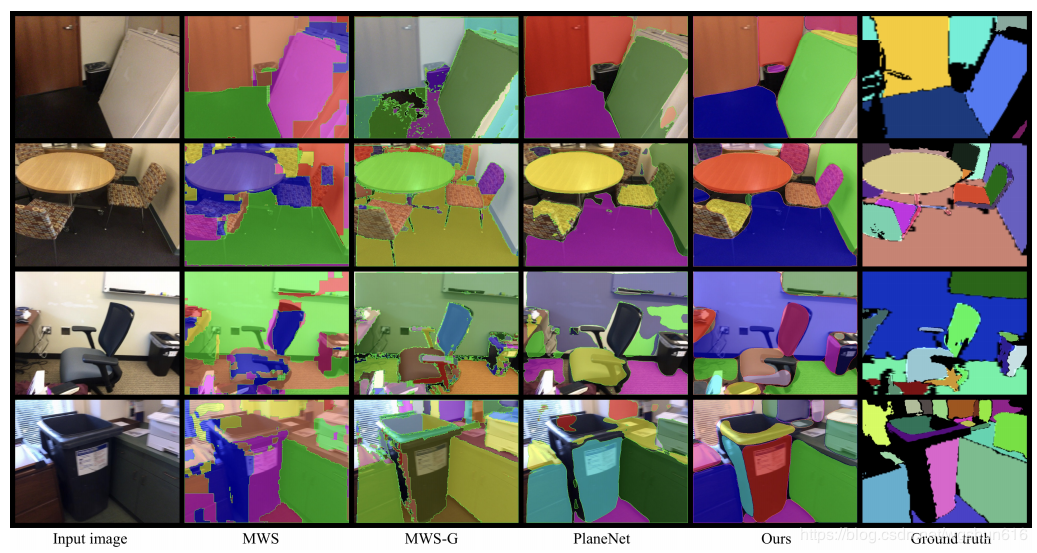 Input image
MWS
MWS-G
PlaneNet
Ours
Ground truth